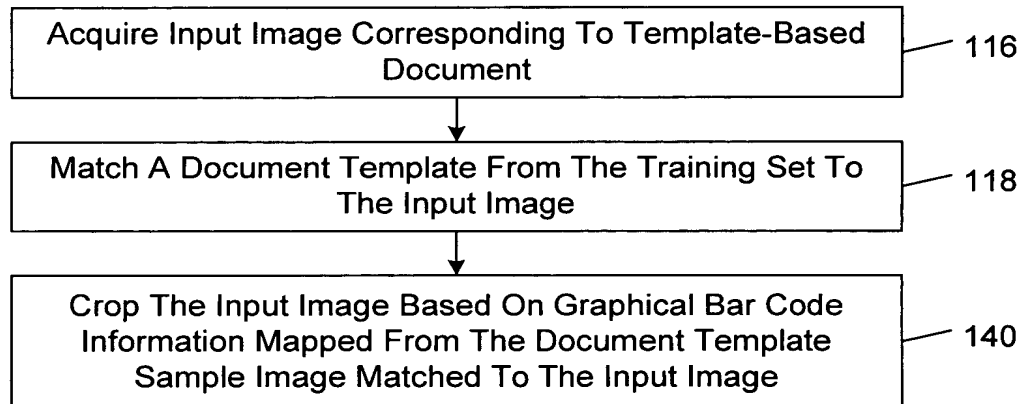 Acquire Input Image Corresponding To Template-Based
Document
116
Match A Document Template From The Training Set To
The Input Image
118
Crop The Input Image Based On Graphical Bar Code
Information Mapped From The Document Template
Sample Image Matched To The Input Image
140